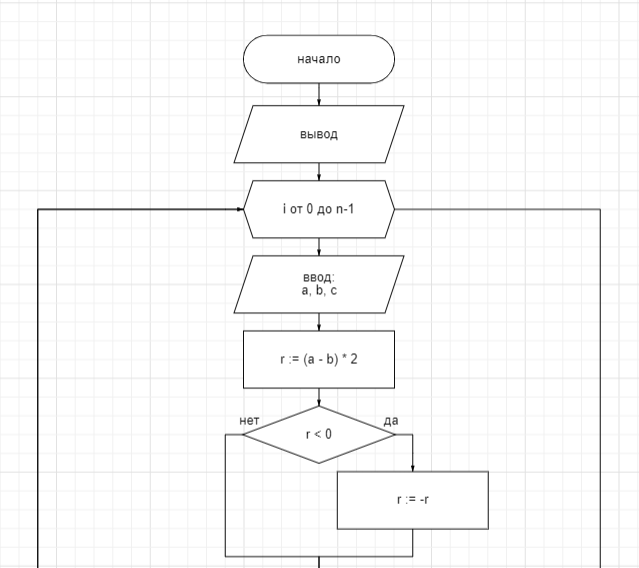 начало
вывод
i от 0 до n-1
ввод:
a, b, c
r := (a - b) * 2
нет
да
r < 0
r := -r